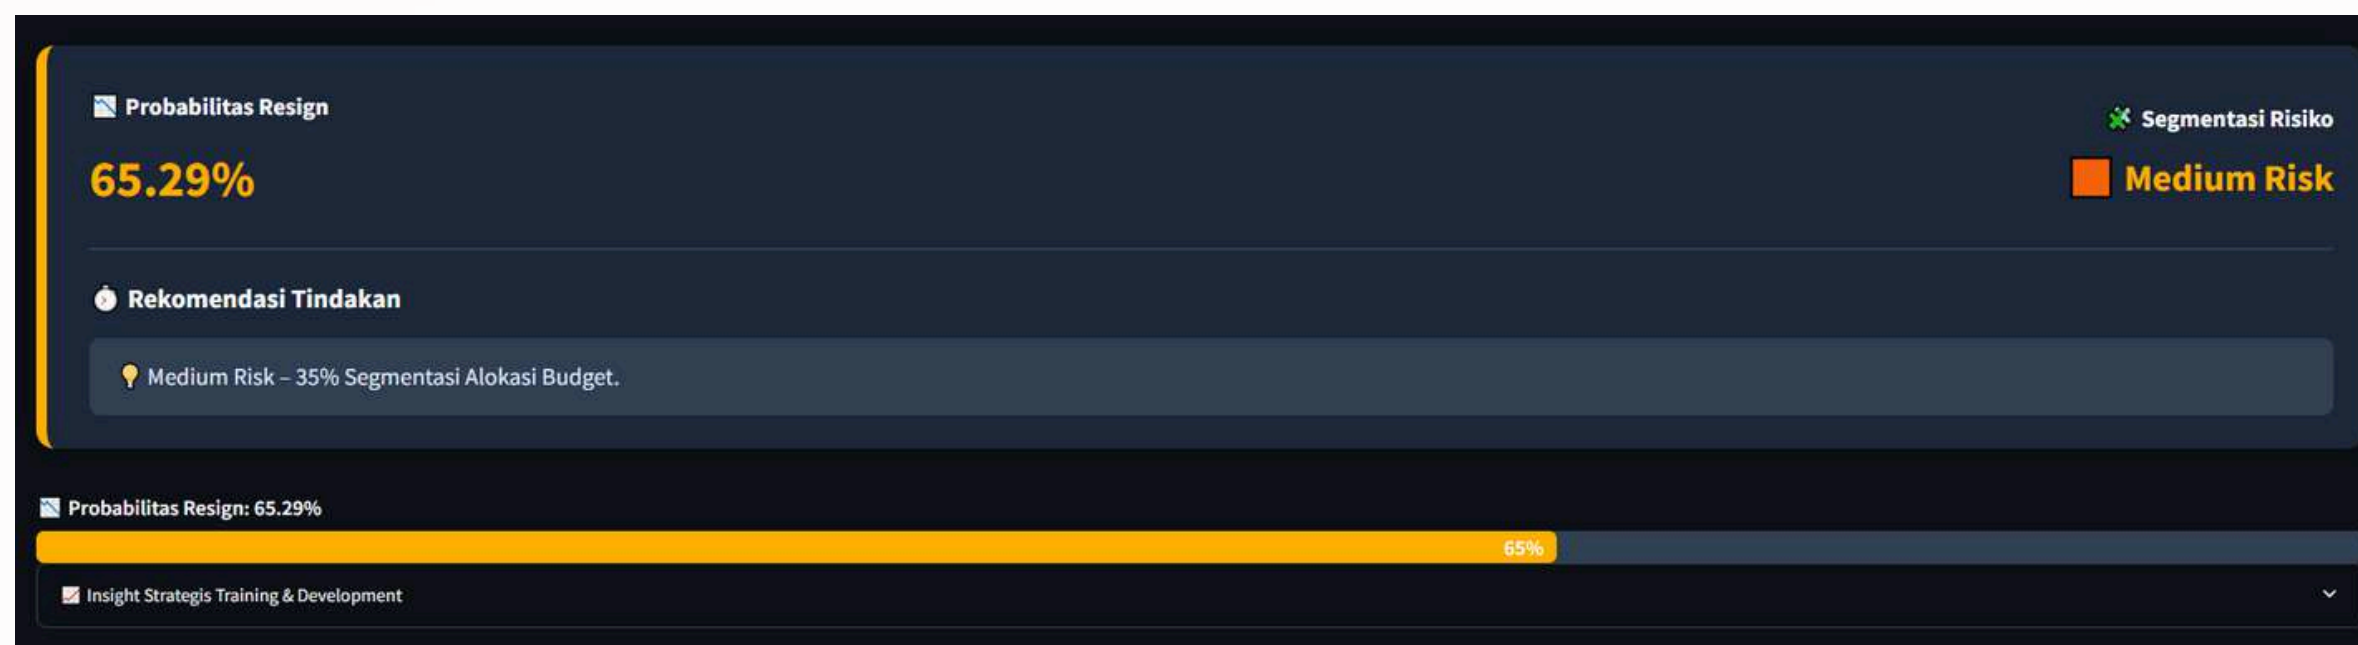 Probabilitas Resign
65.29%
Segmentasi Risiko
Medium Risk
Rekomendasi Tindakan
Medium Risk – 35% Segmentasi Alokasi Budget.
Probabilitas Resign: 65.29%
65%
Insight Strategis Training & Development